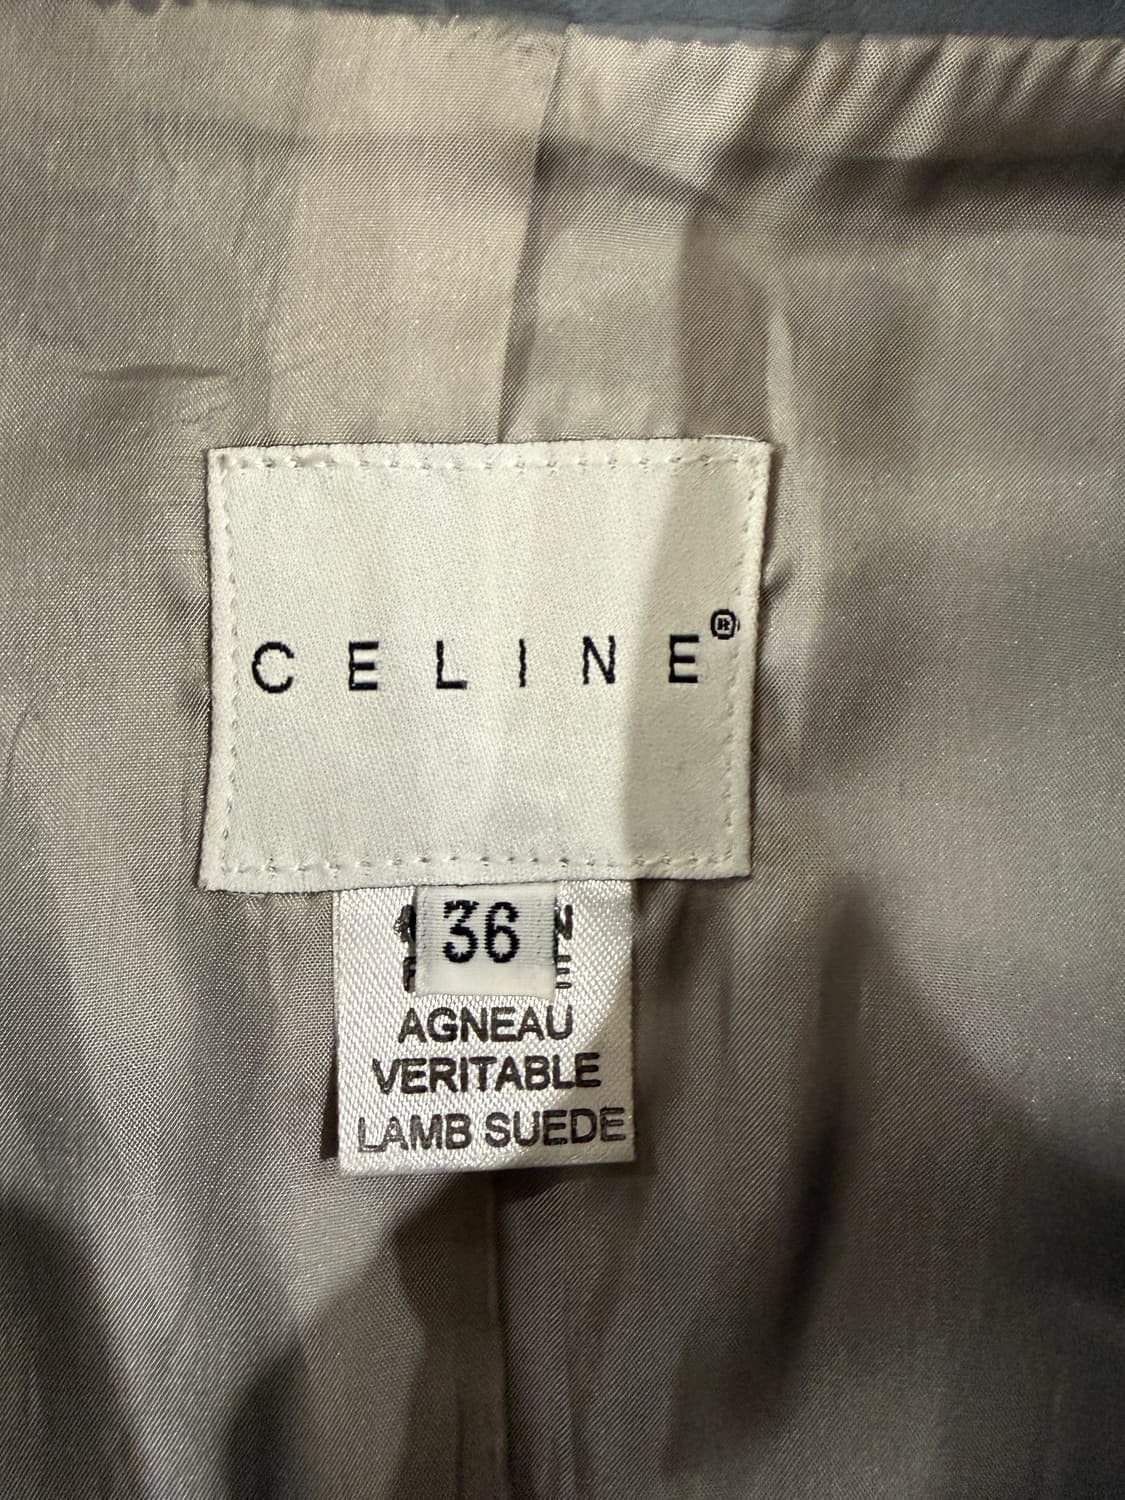 CELINE®
36
AGNEAU
VERITABLE
LAMB SUEDE